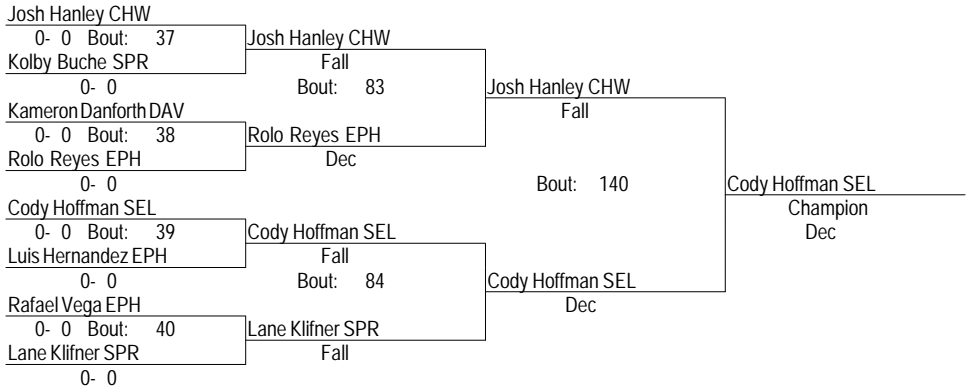 Josh Hanley CHW
0- 0 Bout: 37
Kolby Buche SPR
0- 0
Kameron Danforth DAV
0- 0 Bout: 38
Rolo Reyes EPH
0- 0
Cody Hoffman SEL
0- 0 Bout: 39
Luis Hernandez EPH
0- 0
Rafael Vega EPH
0- 0 Bout: 40
Lane Klifner SPR
0- 0
Josh Hanley CHW
Fall
Bout: 83
Rolo Reyes EPH
Dec
Cody Hoffman SEL
Fall
Bout: 84
Lane Klifner SPR
Fall
Josh Hanley CHW
Fall
Bout: 140
Cody Hoffman SEL
Dec
Cody Hoffman SEL
Champion
Dec